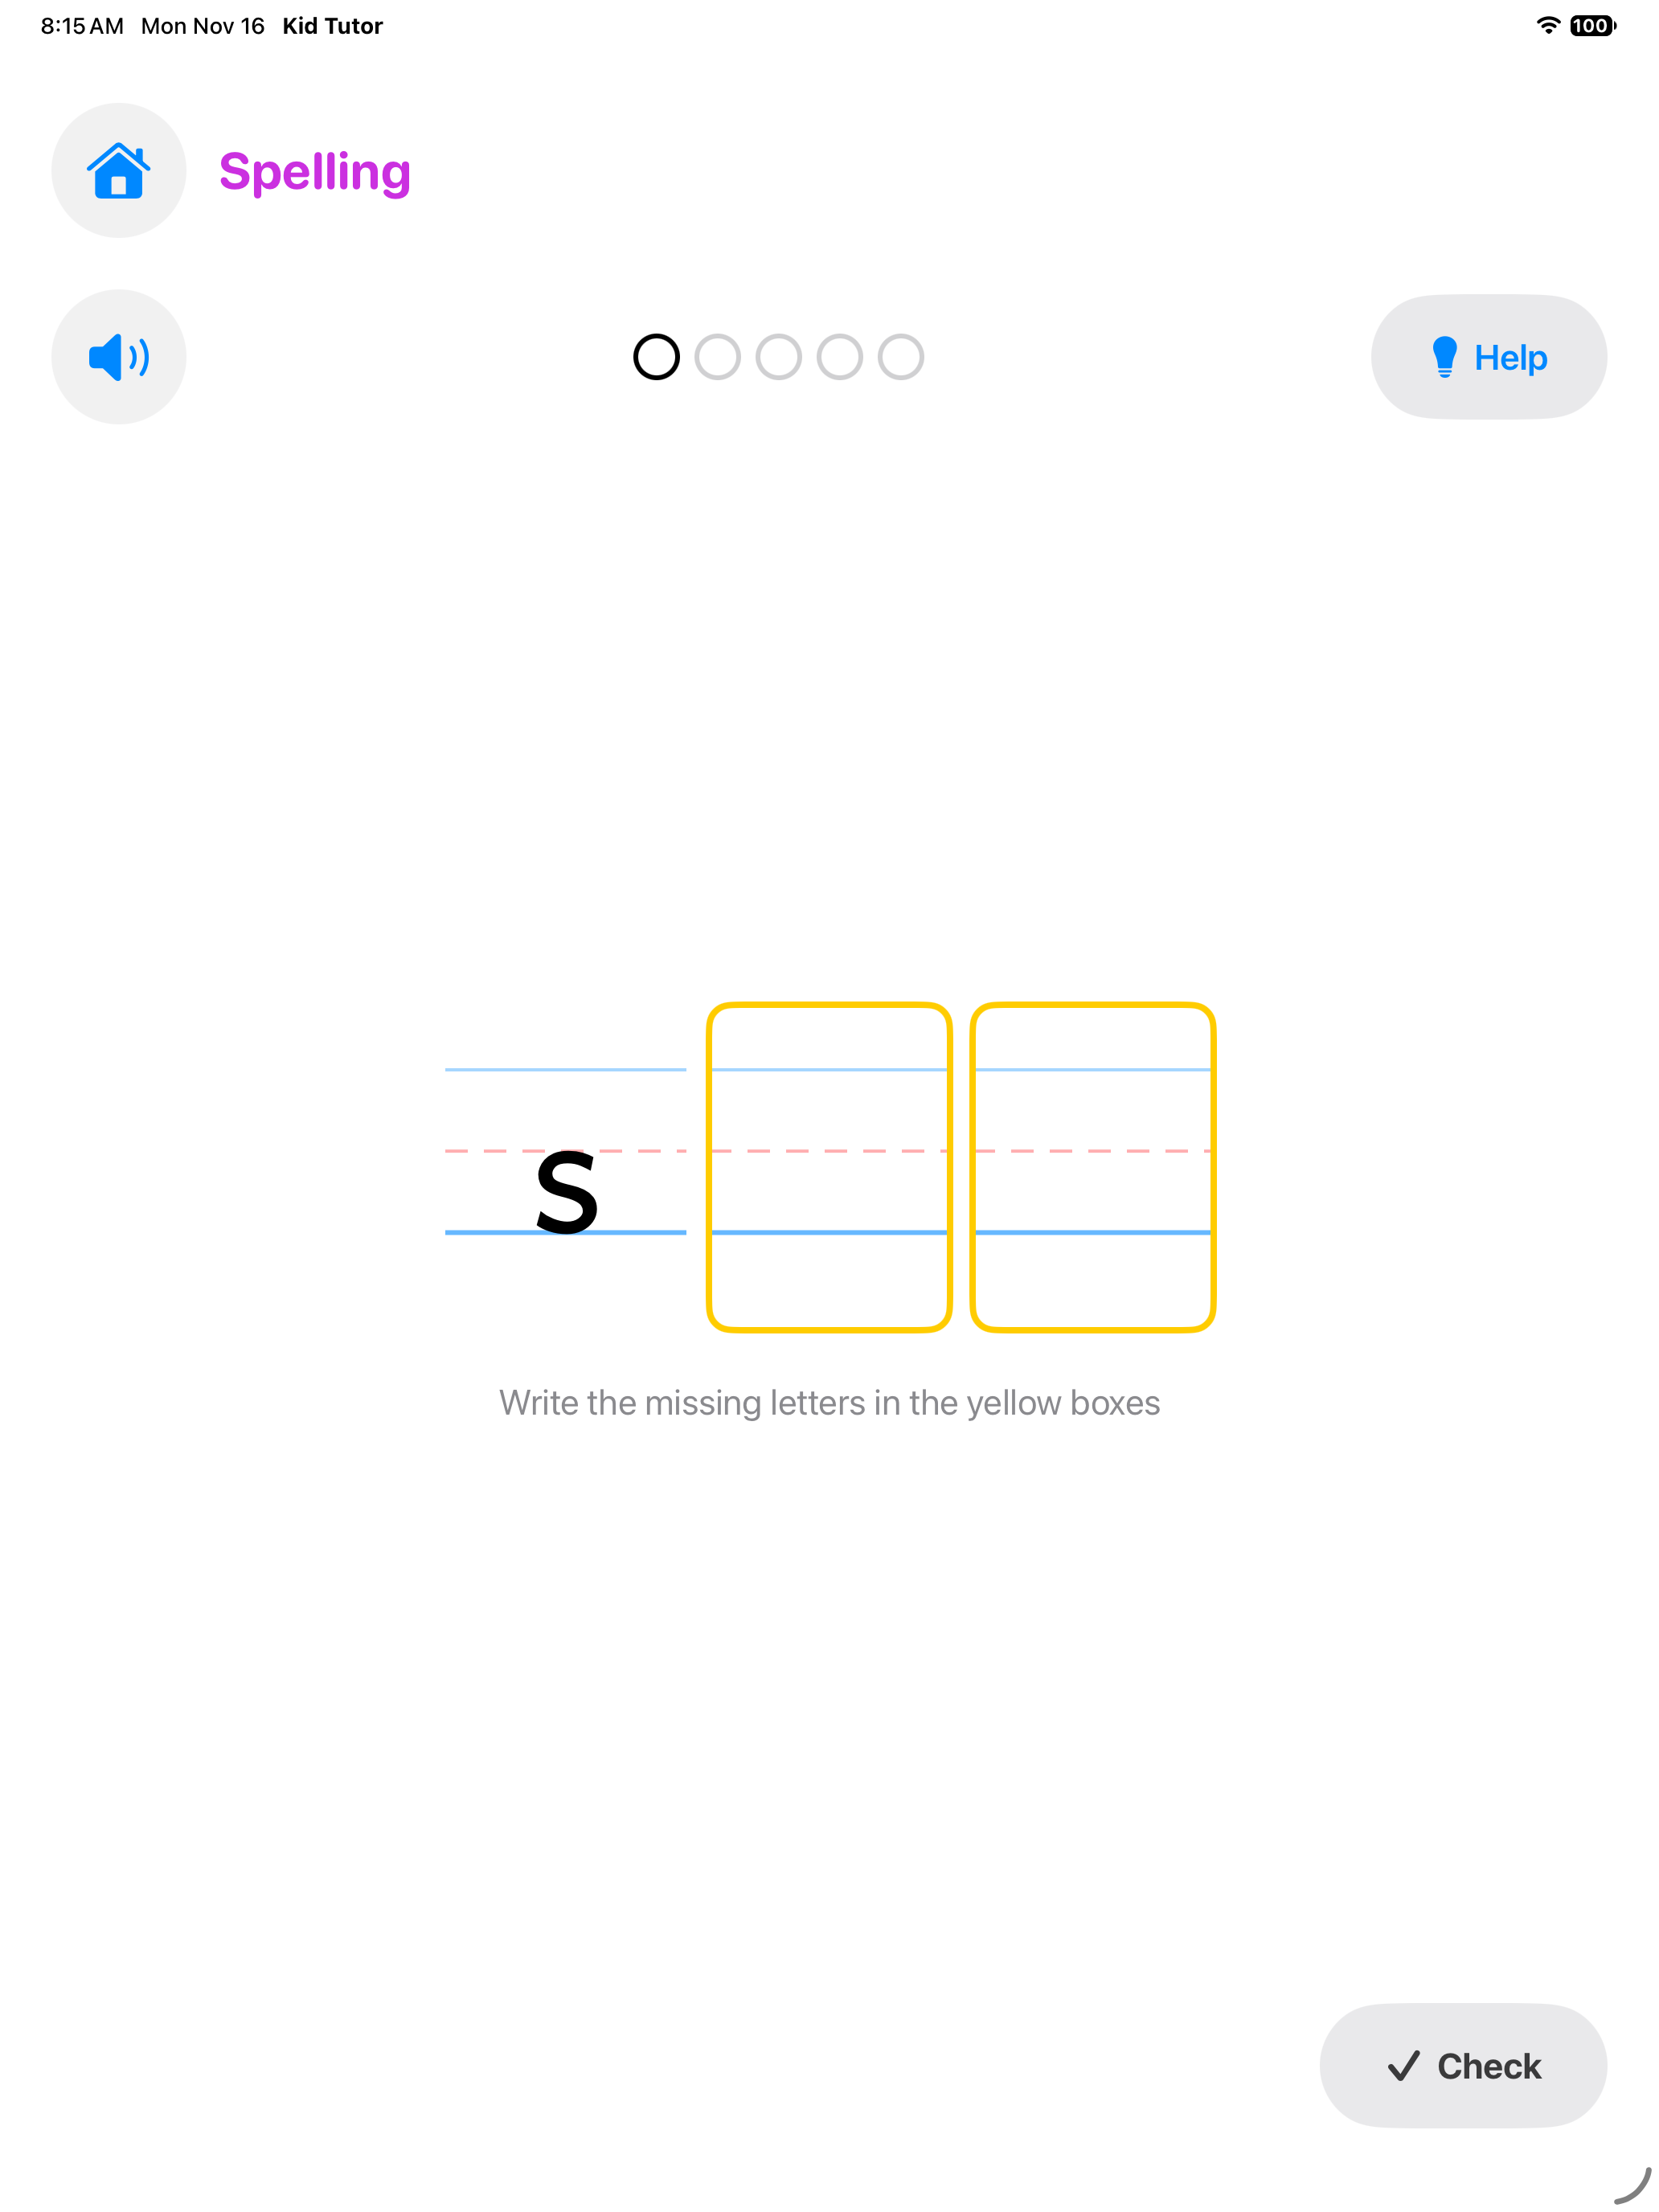 8:15 AM Mon Nov 16 Kid Tutor 100
Spelling
Help
s
Write the missing letters in the yellow boxes
Check